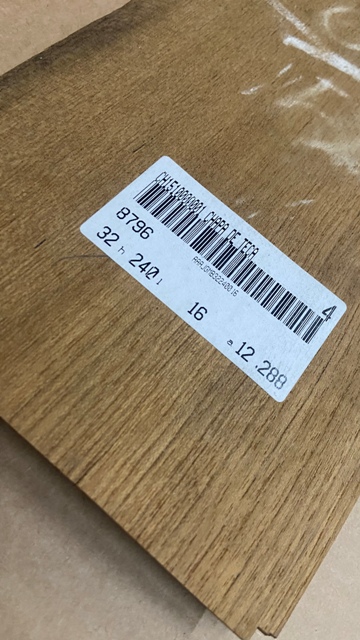 CH1510000001 CHAPA DE TECA
8796 4
32 h 240 l 16 a 12.288